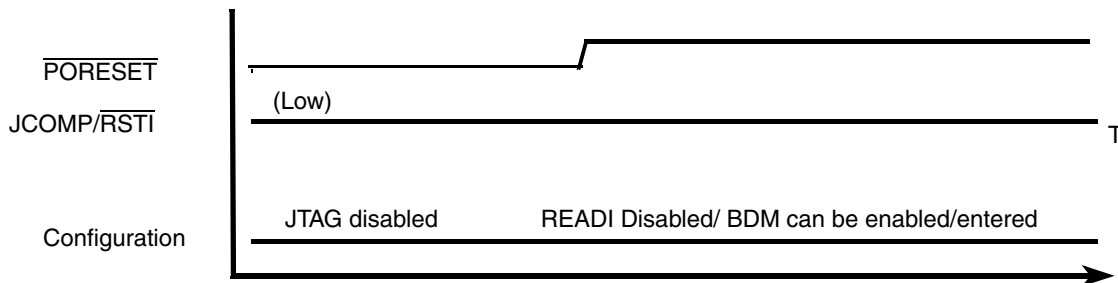 PORESET
(Low)
JCOMP/RSTI
T
JTAG disabled READI Disabled/ BDM can be enabled/entered
Configuration